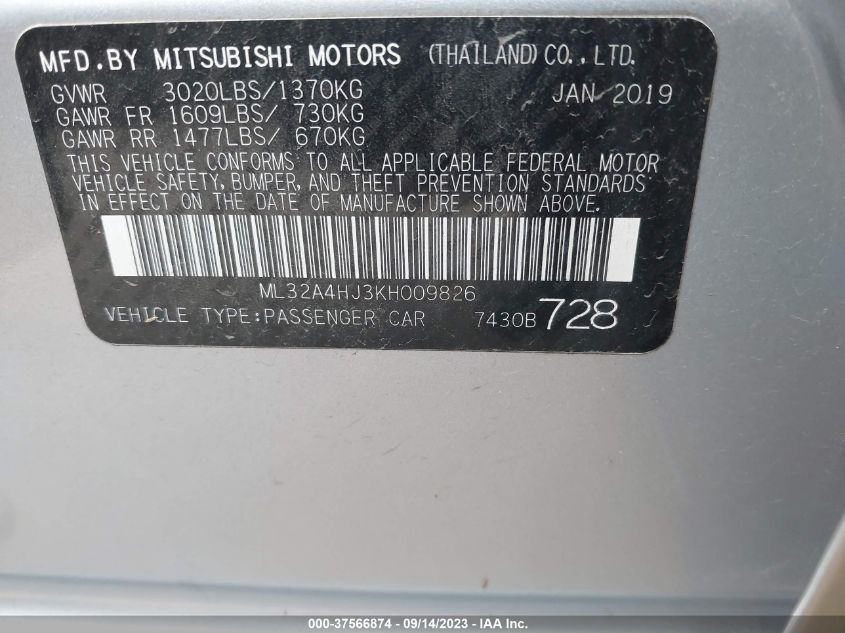 MFD.BY MITSUBISHI MOTORS (THAILAND) CO., LTD.
GVWR 3020LBS/1370KG JAN 2019
GAWR FR 1609LBS/ 730KG
GAWR RR 1477LBS/ 670KG
THIS VEHICLE CONFORMS TO ALL APPLICABLE FEDERAL MOTOR
VEHICLE SAFETY, BUMPER, AND THEFT PREVENTION STANDARDS
IN EFFECT ON THE DATE OF MANUFACTURE SHOWN ABOVE.
ML32A4HJ3KH009826
VEHICLE TYPE:PASSENGER CAR 7430B 728
000-37566874 - 09/14/2023 - IAA Inc.